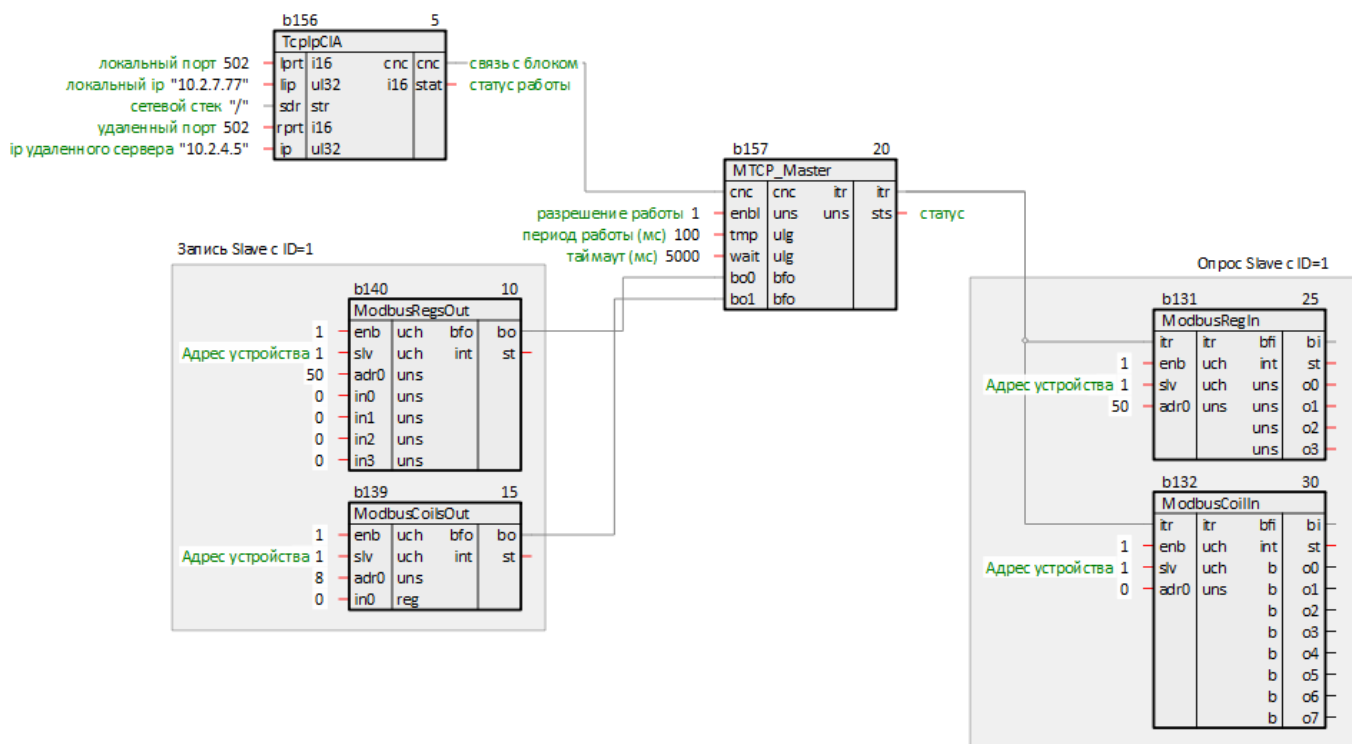 b156 5
TcpIpClA
локальный порт 502 lprt i16 cnc cnc связь с блоком
локальный ip "10.2.7.77" lip ul32 i16 stat статус работы
сетевой стек "/" sdr str
удаленный порт 502 rprt i16
ip удаленного сервера "10.2.4.5" ip ul32
b157 20
MTCP_Master
cnc cnc itr itr
разрешение работы 1 enbl uns uns sts статус
период работы (мс) 100 tmp ulg
таймаут (мс) 5000 wait ulg
bo0 bfo
bo1 bfo
Запись Slave с ID=1
b140 10
ModbusRegsOut
1 enb uch bfo bo
Адрес устройства 1 slv uch int st
50 adr0 uns
0 in0 uns
0 in1 uns
0 in2 uns
0 in3 uns
b139 15
ModbusCoilsOut
1 enb uch bfo bo
Адрес устройства 1 slv uch int st
8 adr0 uns
0 in0 reg
Опрос Slave с ID=1
b131 25
ModbusRegIn
itr itr bfi bi
1 enb uch int st
Адрес устройства 1 slv uch uns o0
50 adr0 uns uns o1
uns o2
uns o3
b132 30
ModbusCoilIn
itr itr bfi bi
1 enb uch int st
Адрес устройства 1 slv uch b o0
0 adr0 uns b o1
b o2
b o3
b o4
b o5
b o6
b o7